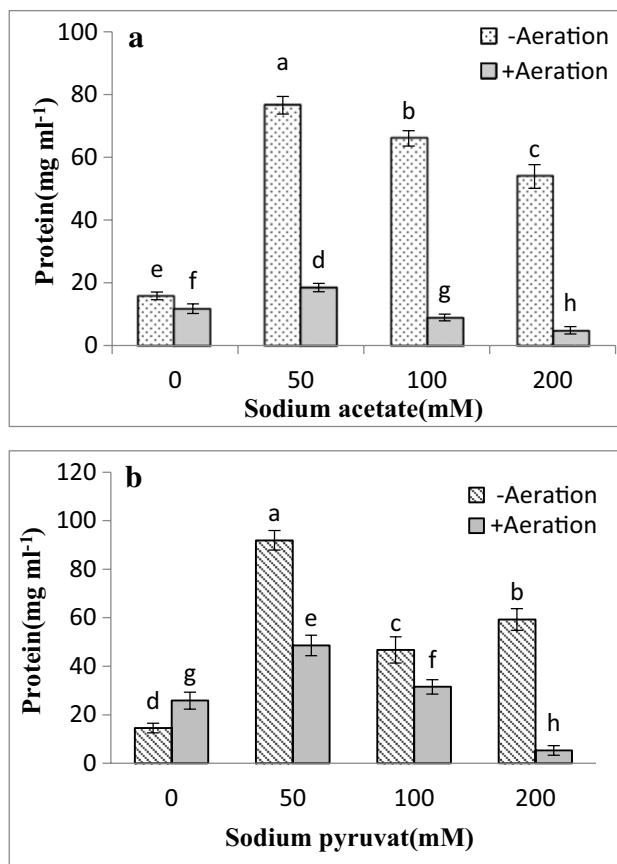 a
-Aeration
+Aeration
Protein(mg ml-1)
100
80
60
40
20
0
a
b
c
d
e
f
g
h
0 50 100 200
Sodium acetate(mM)
b
-Aeration
+Aeration
Protein(mg ml-1)
120
100
80
60
40
20
0
a
b
c
d
e
f
g
h
0 50 100 200
Sodium pyruvat(mM)